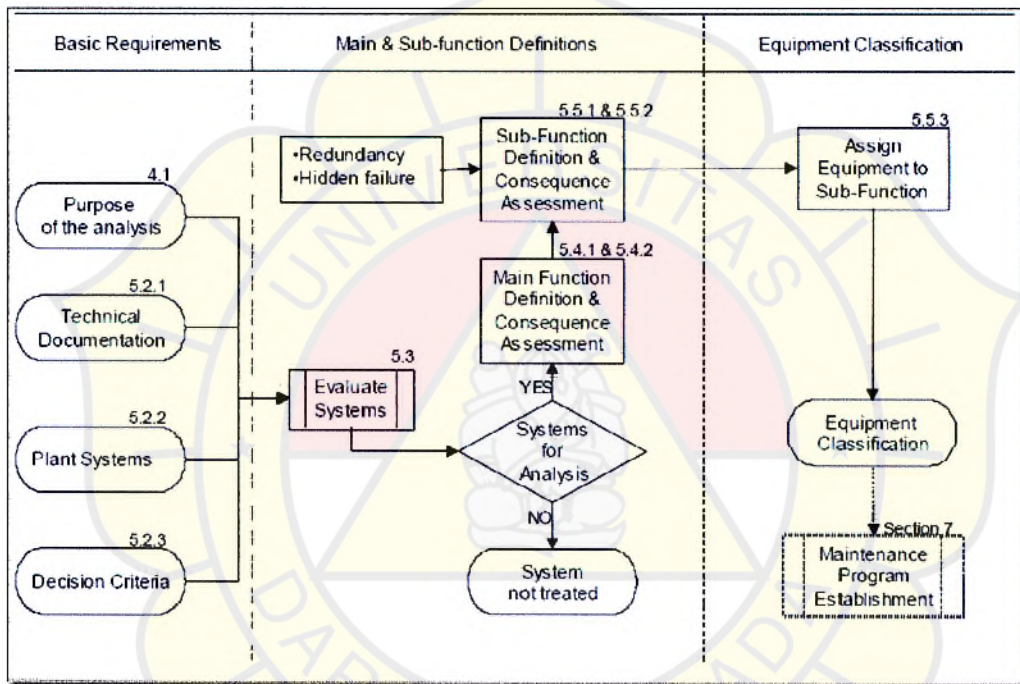 Basic Requirements
Main & Sub-function Definitions
Equipment Classification
4.1
Purpose
of the analysis
5.2.1
Technical
Documentation
5.2.2
Plant Systems
5.2.3
Decision Criteria
•Redundancy
•Hidden failure
5.5.1 & 5.5.2
Sub-Function
Definition &
Consequence
Assessment
5.4.1 & 5.4.2
Main Function
Definition &
Consequence
Assessment
5.3
Evaluate
Systems
YES
Systems
for
Analysis
NO
System
not treated
5.5.3
Assign
Equipment to
Sub-Function
Equipment
Classification
Section 7
Maintenance
Program
Establishment
UNIVERSITAS
DAR
ADA